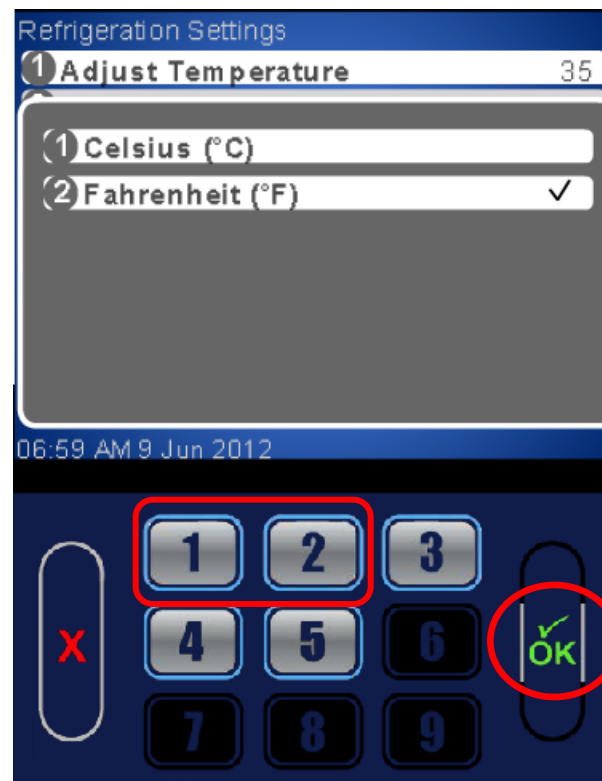 Refrigeration Settings
1 Adjust Temperature 35
1 Celsius (°C)
2 Fahrenheit (°F) ✓
06:59 AM 9 Jun 2012
1 2 3
X 4 5 6 ✓OK
7 8 9